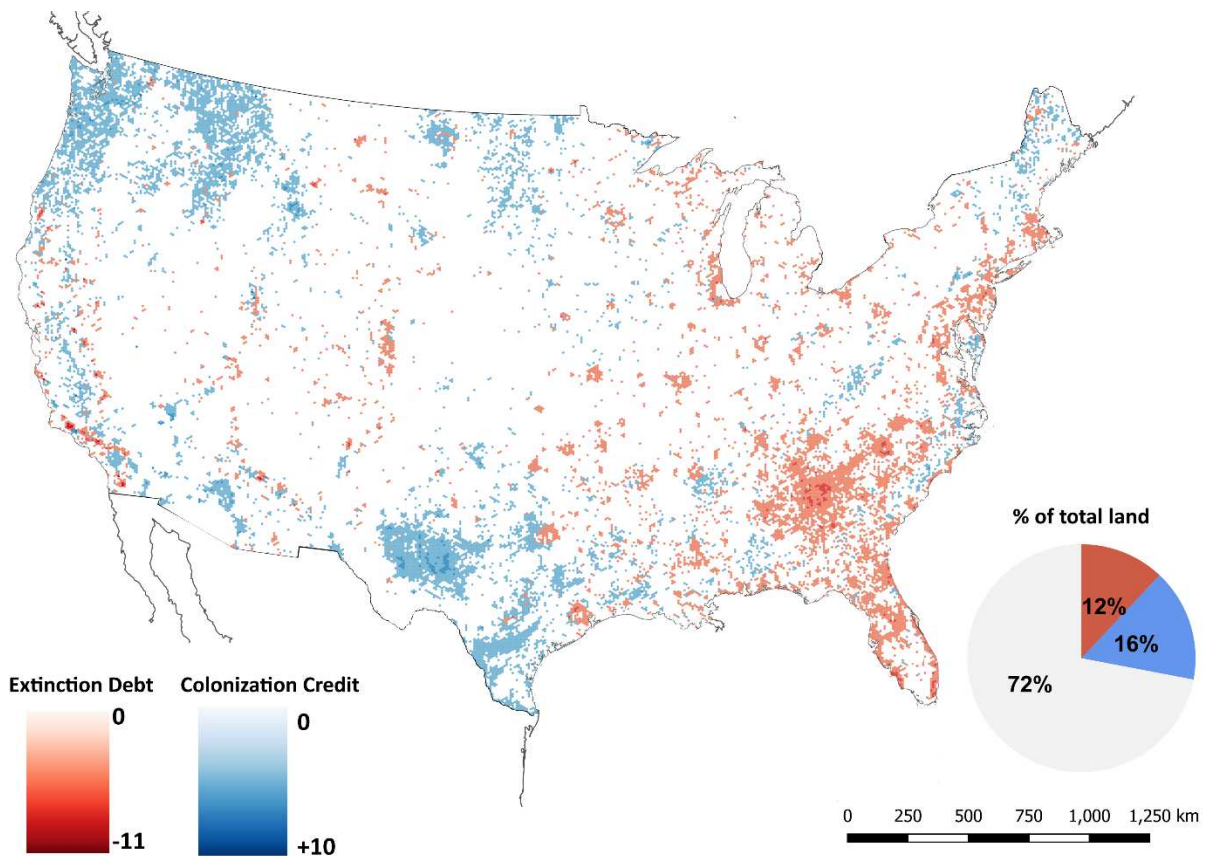 % of total land
12%
16%
72%
Extinction Debt
Colonization Credit
0
-11
0
+10
0 250 500 750 1,000 1,250 km